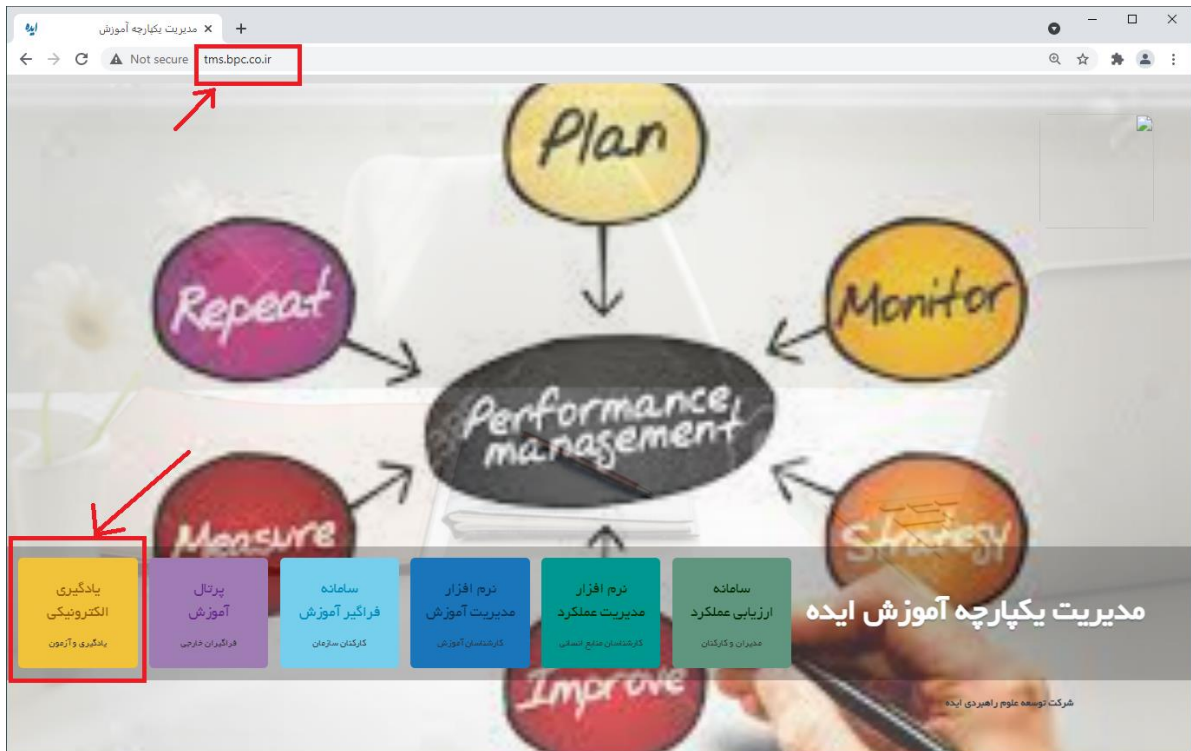 مدیریت یکپارچه آموزش
ایده
Not secure
tms.bpc.co.ir
Plan
Repeat
Monitor
Performance
management
Measure
Strategy
Improve
یادگیری
الکترونیکی
یادگیری و آزمون
پرتال
آموزش
فراگیران خارجی
سامانه
فراگیر آموزش
کارکنان سازمان
نرم افزار
مدیریت آموزش
کارشناسان آموزش
نرم افزار
مدیریت عملکرد
کارشناسان منابع انسانی
سامانه
ارزیابی عملکرد
مدیران و کارکنان
مدیریت یکپارچه آموزش ایده
شرکت توسعه علوم راهبردی ایده